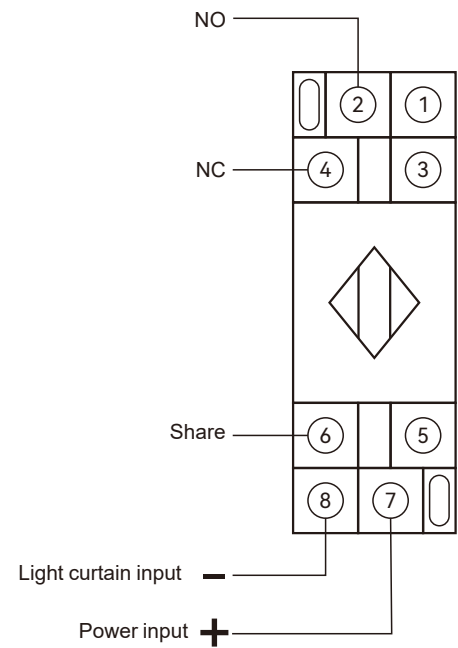 NO
2 1
NC 4 3
Share 6 5
8 7
Light curtain input −
Power input +